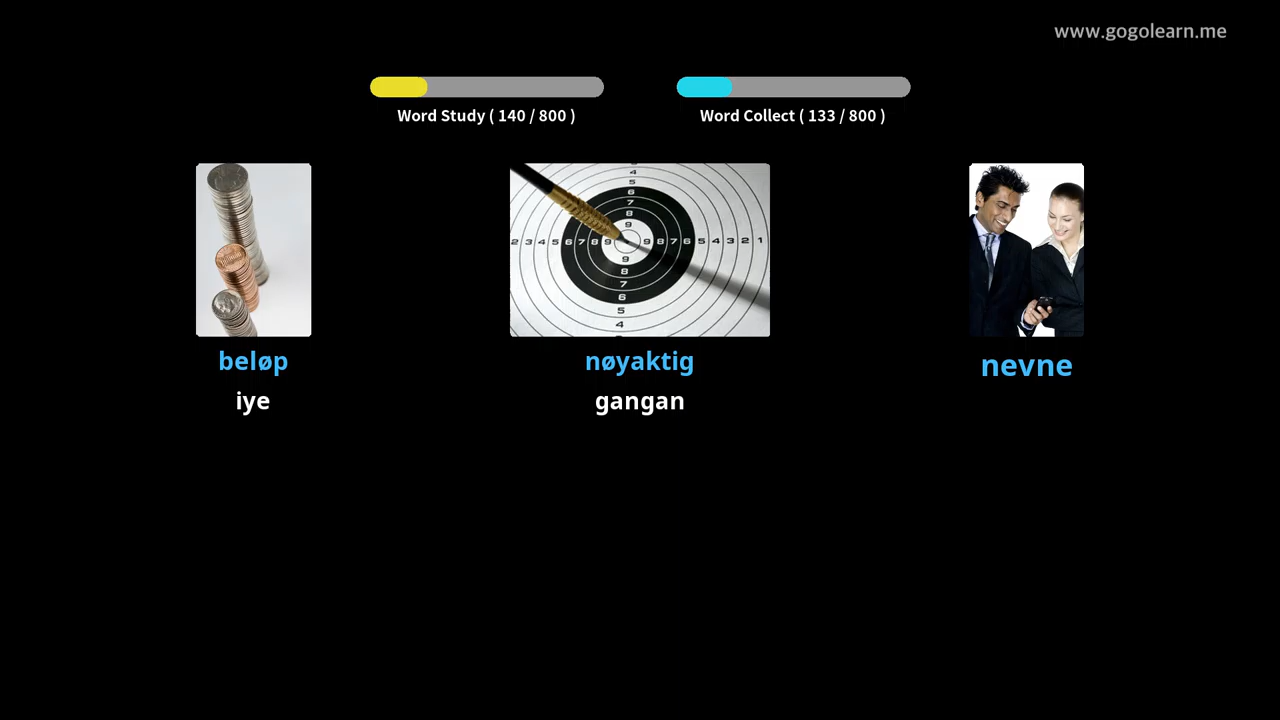 www.gogolearn.me
Word Study ( 140 / 800 )
Word Collect ( 133 / 800 )
beløp
nøyaktig
nevne
iye
gangan